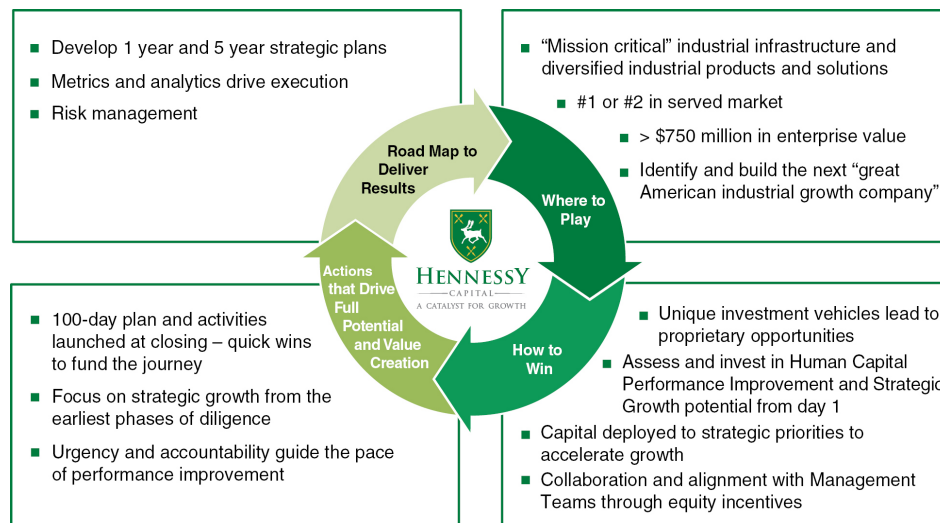 Develop 1 year and 5 year strategic plans
Metrics and analytics drive execution
Risk management
“Mission critical” industrial infrastructure and
diversified industrial products and solutions
#1 or #2 in served market
> $750 million in enterprise value
Identify and build the next “great
American industrial growth company”
Road Map to
Deliver
Results
Where to
Play
HENNESSY
CAPITAL
A CATALYST FOR GROWTH
Actions
that Drive
Full
Potential
and Value
Creation
How to
Win
100-day plan and activities
launched at closing – quick wins
to fund the journey
Focus on strategic growth from the
earliest phases of diligence
Urgency and accountability guide the pace
of performance improvement
Unique investment vehicles lead to
proprietary opportunities
Assess and invest in Human Capital
Performance Improvement and Strategic
Growth potential from day 1
Capital deployed to strategic priorities to
accelerate growth
Collaboration and alignment with Management
Teams through equity incentives